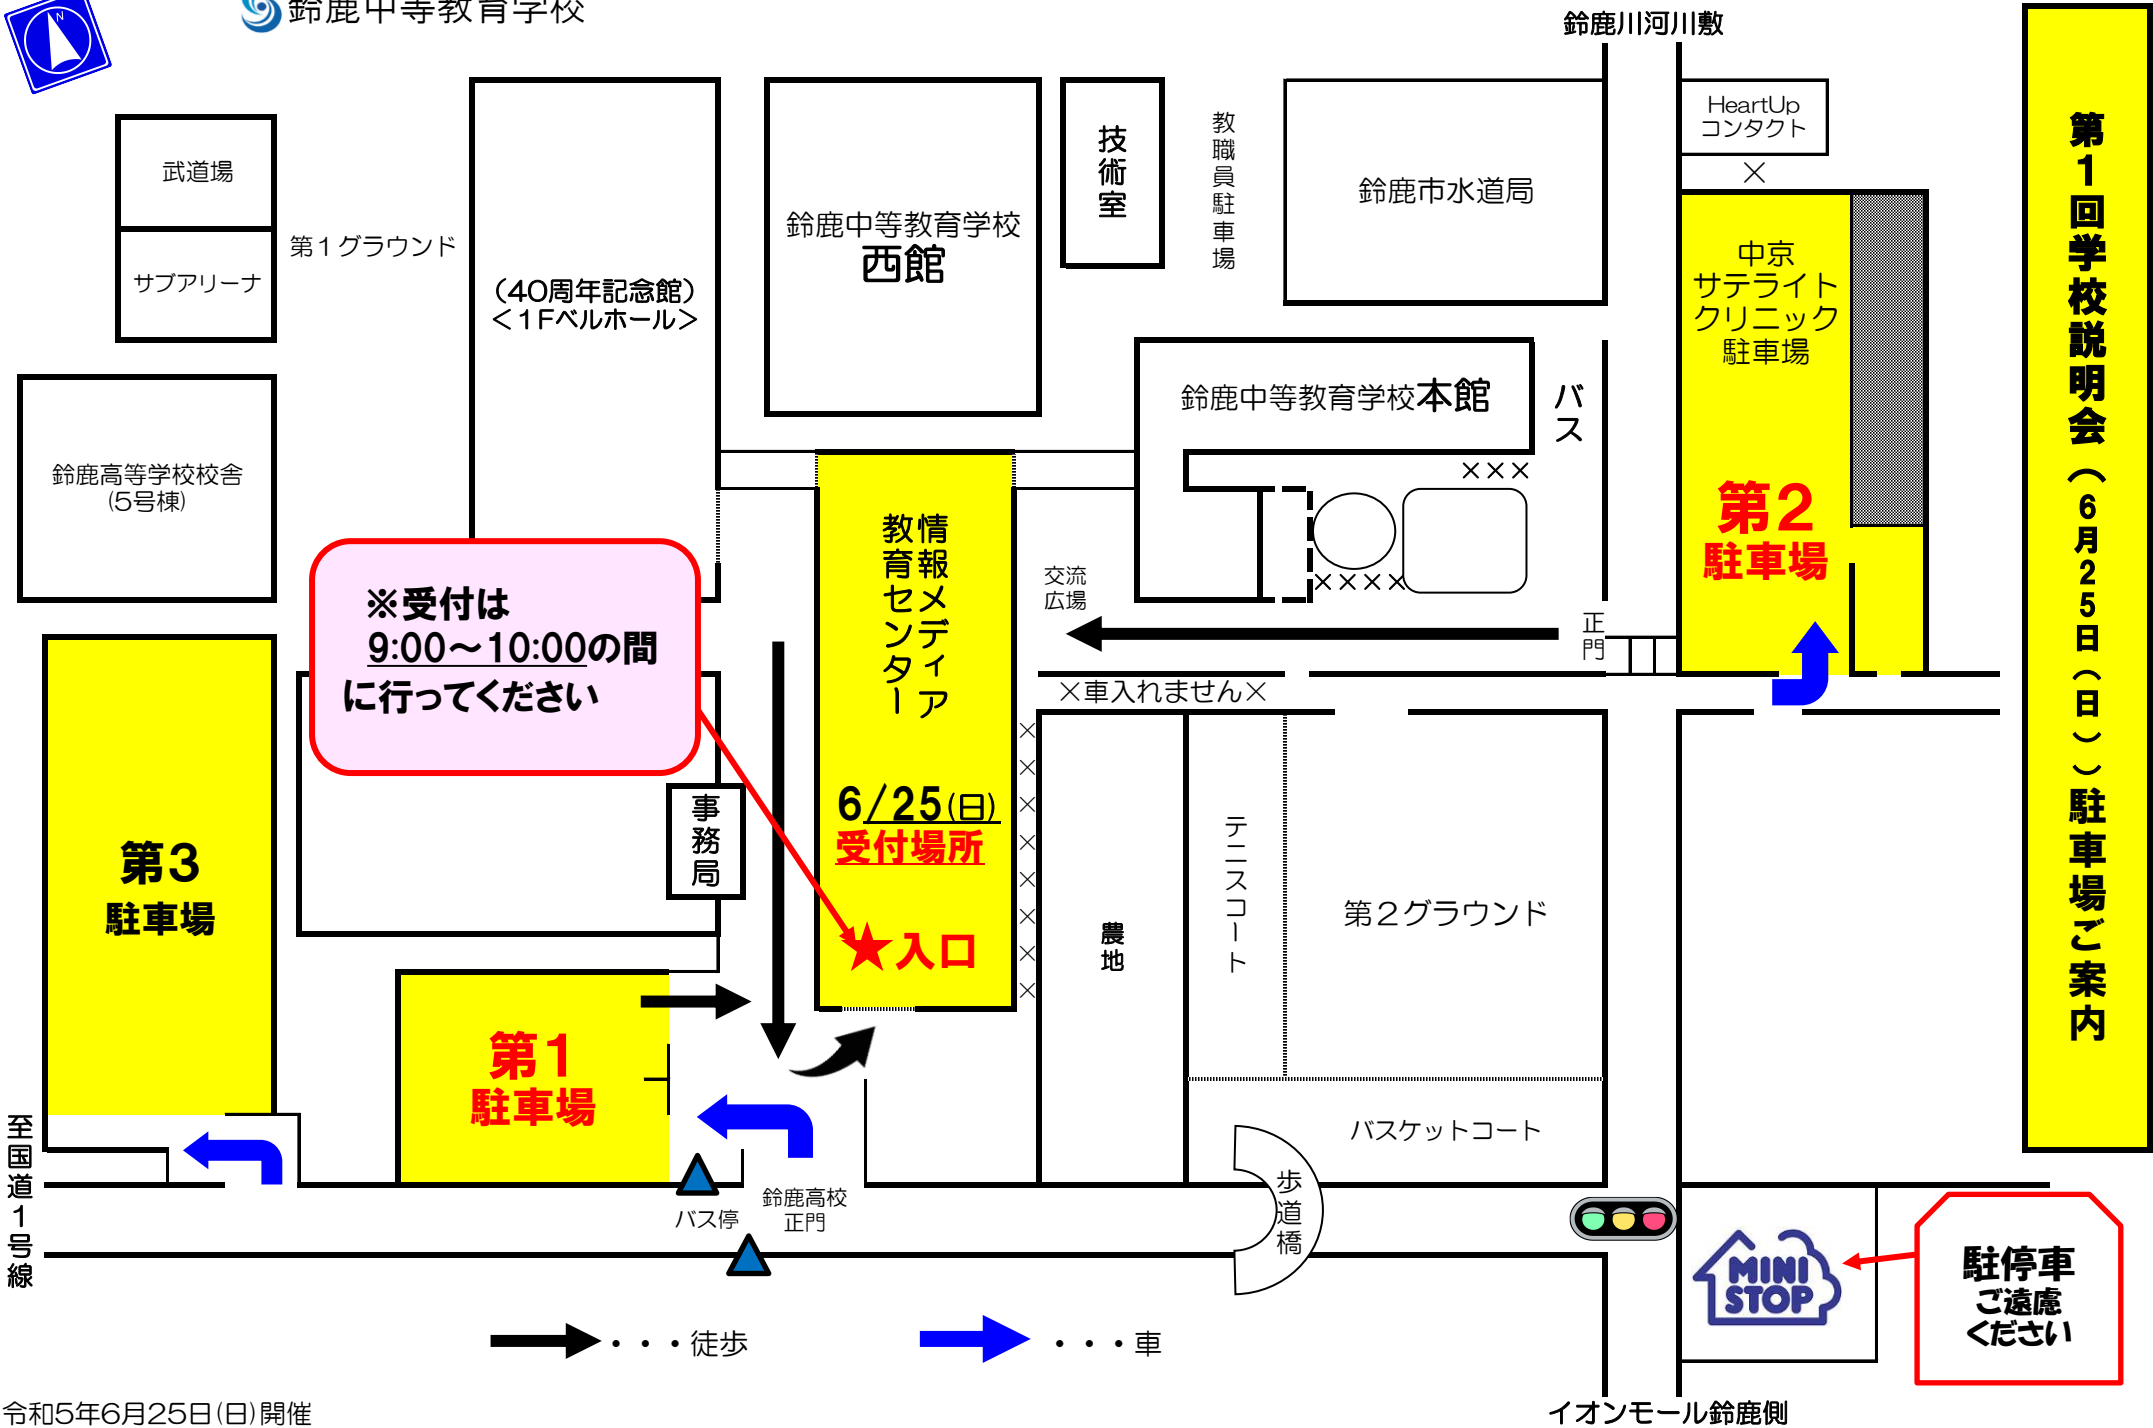 鈴鹿中等教育学校
N
鈴鹿川河川敷
HeartUp
コンタクト
×
武道場
サブアリーナ
第1グラウンド
(40周年記念館)
<1Fベルホール>
鈴鹿中等教育学校
西館
技術室
教職員駐車場
鈴鹿市水道局
中京
サテライト
クリニック
駐車場
第2
駐車場
第1回学校説明会(6月25日(日))駐車場ご案内
鈴鹿高等学校校舎
(5号棟)
鈴鹿中等教育学校本館
バス
×××
××××
交流
広場
正門
×車入れません×
※受付は
9:00～10:00の間
に行ってください
情報メディア
教育センター
6/25(日)
受付場所
★入口
××××××××
事務局
第3
駐車場
第1
駐車場
農地
テニスコート
第2グラウンド
バスケットコート
至国道1号線
バス停
鈴鹿高校
正門
歩道橋
MINI
STOP
駐停車
ご遠慮
ください
・・・徒歩
・・・車
令和5年6月25日(日)開催
イオンモール鈴鹿側